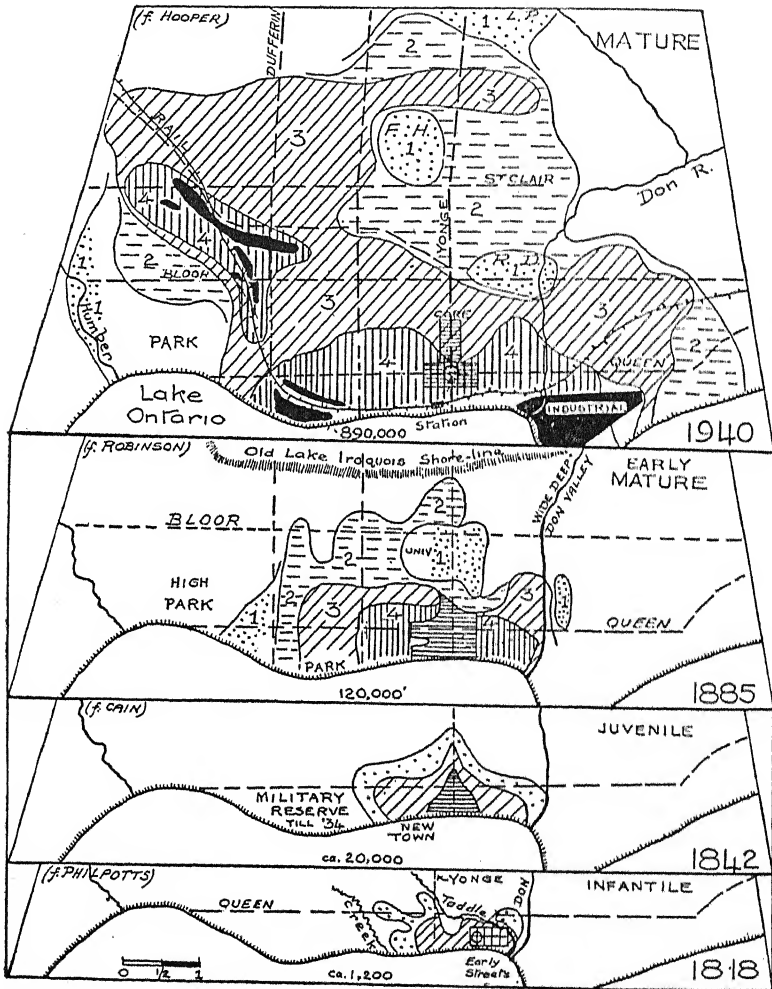 (f. HOOPER)
DUFFERIN
1
L.P.
MATURE
2
3
3
RAIL
F.H.
1
ST CLAIR
Don R.
4
2
YONGE
4
1
2
BLOOR
R.D.
1
1
Humber
3
3
CORE
PARK
4
4
QUEEN
2
Lake
Ontario
INDUSTRIAL
890,000
Station
1940
(f. ROBINSON)
Old Lake Iroquois Shore-line
EARLY
MATURE
WIDE DEEP
DON VALLEY
BLOOR
2
2
UNIV
1
HIGH
PARK
1
2
3
4
4
3
1
QUEEN
PARK
120,000
1885
(f. CAIN)
JUVENILE
MILITARY
RESERVE
TILL '34
NEW
TOWN
ca. 20,000
1842
(f. PHILPOTTS)
YONGE
DON
INFANTILE
QUEEN
Creek
Taddle
0 1/2 1
ca. 1,200
Early
Streets
1818